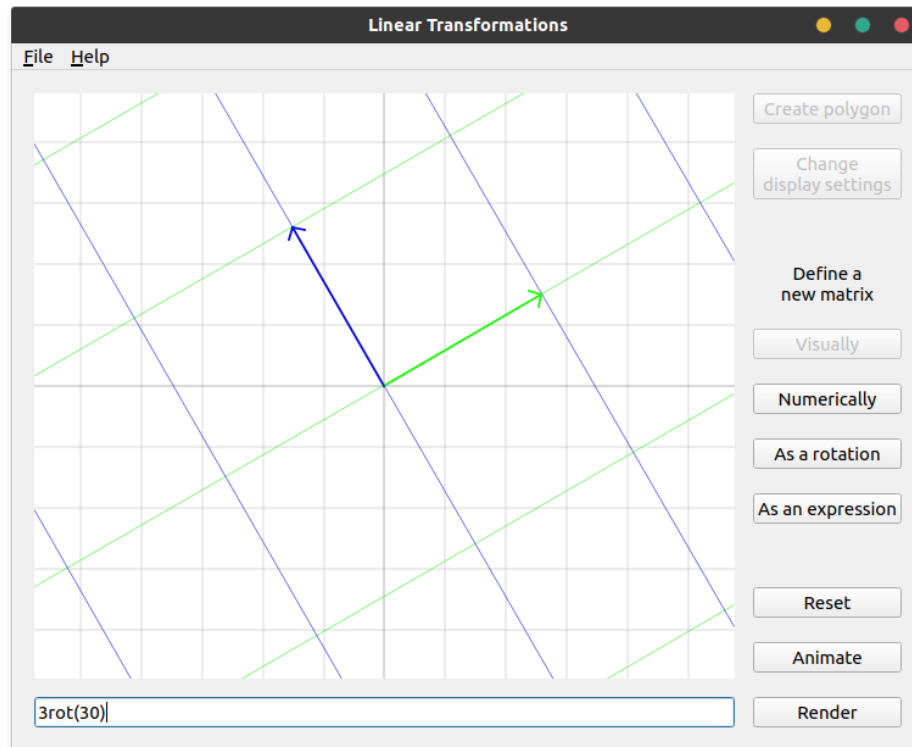 Linear Transformations
File Help
Create polygon
Change
display settings
Define a
new matrix
Visually
Numerically
As a rotation
As an expression
Reset
Animate
3rot(30)
Render